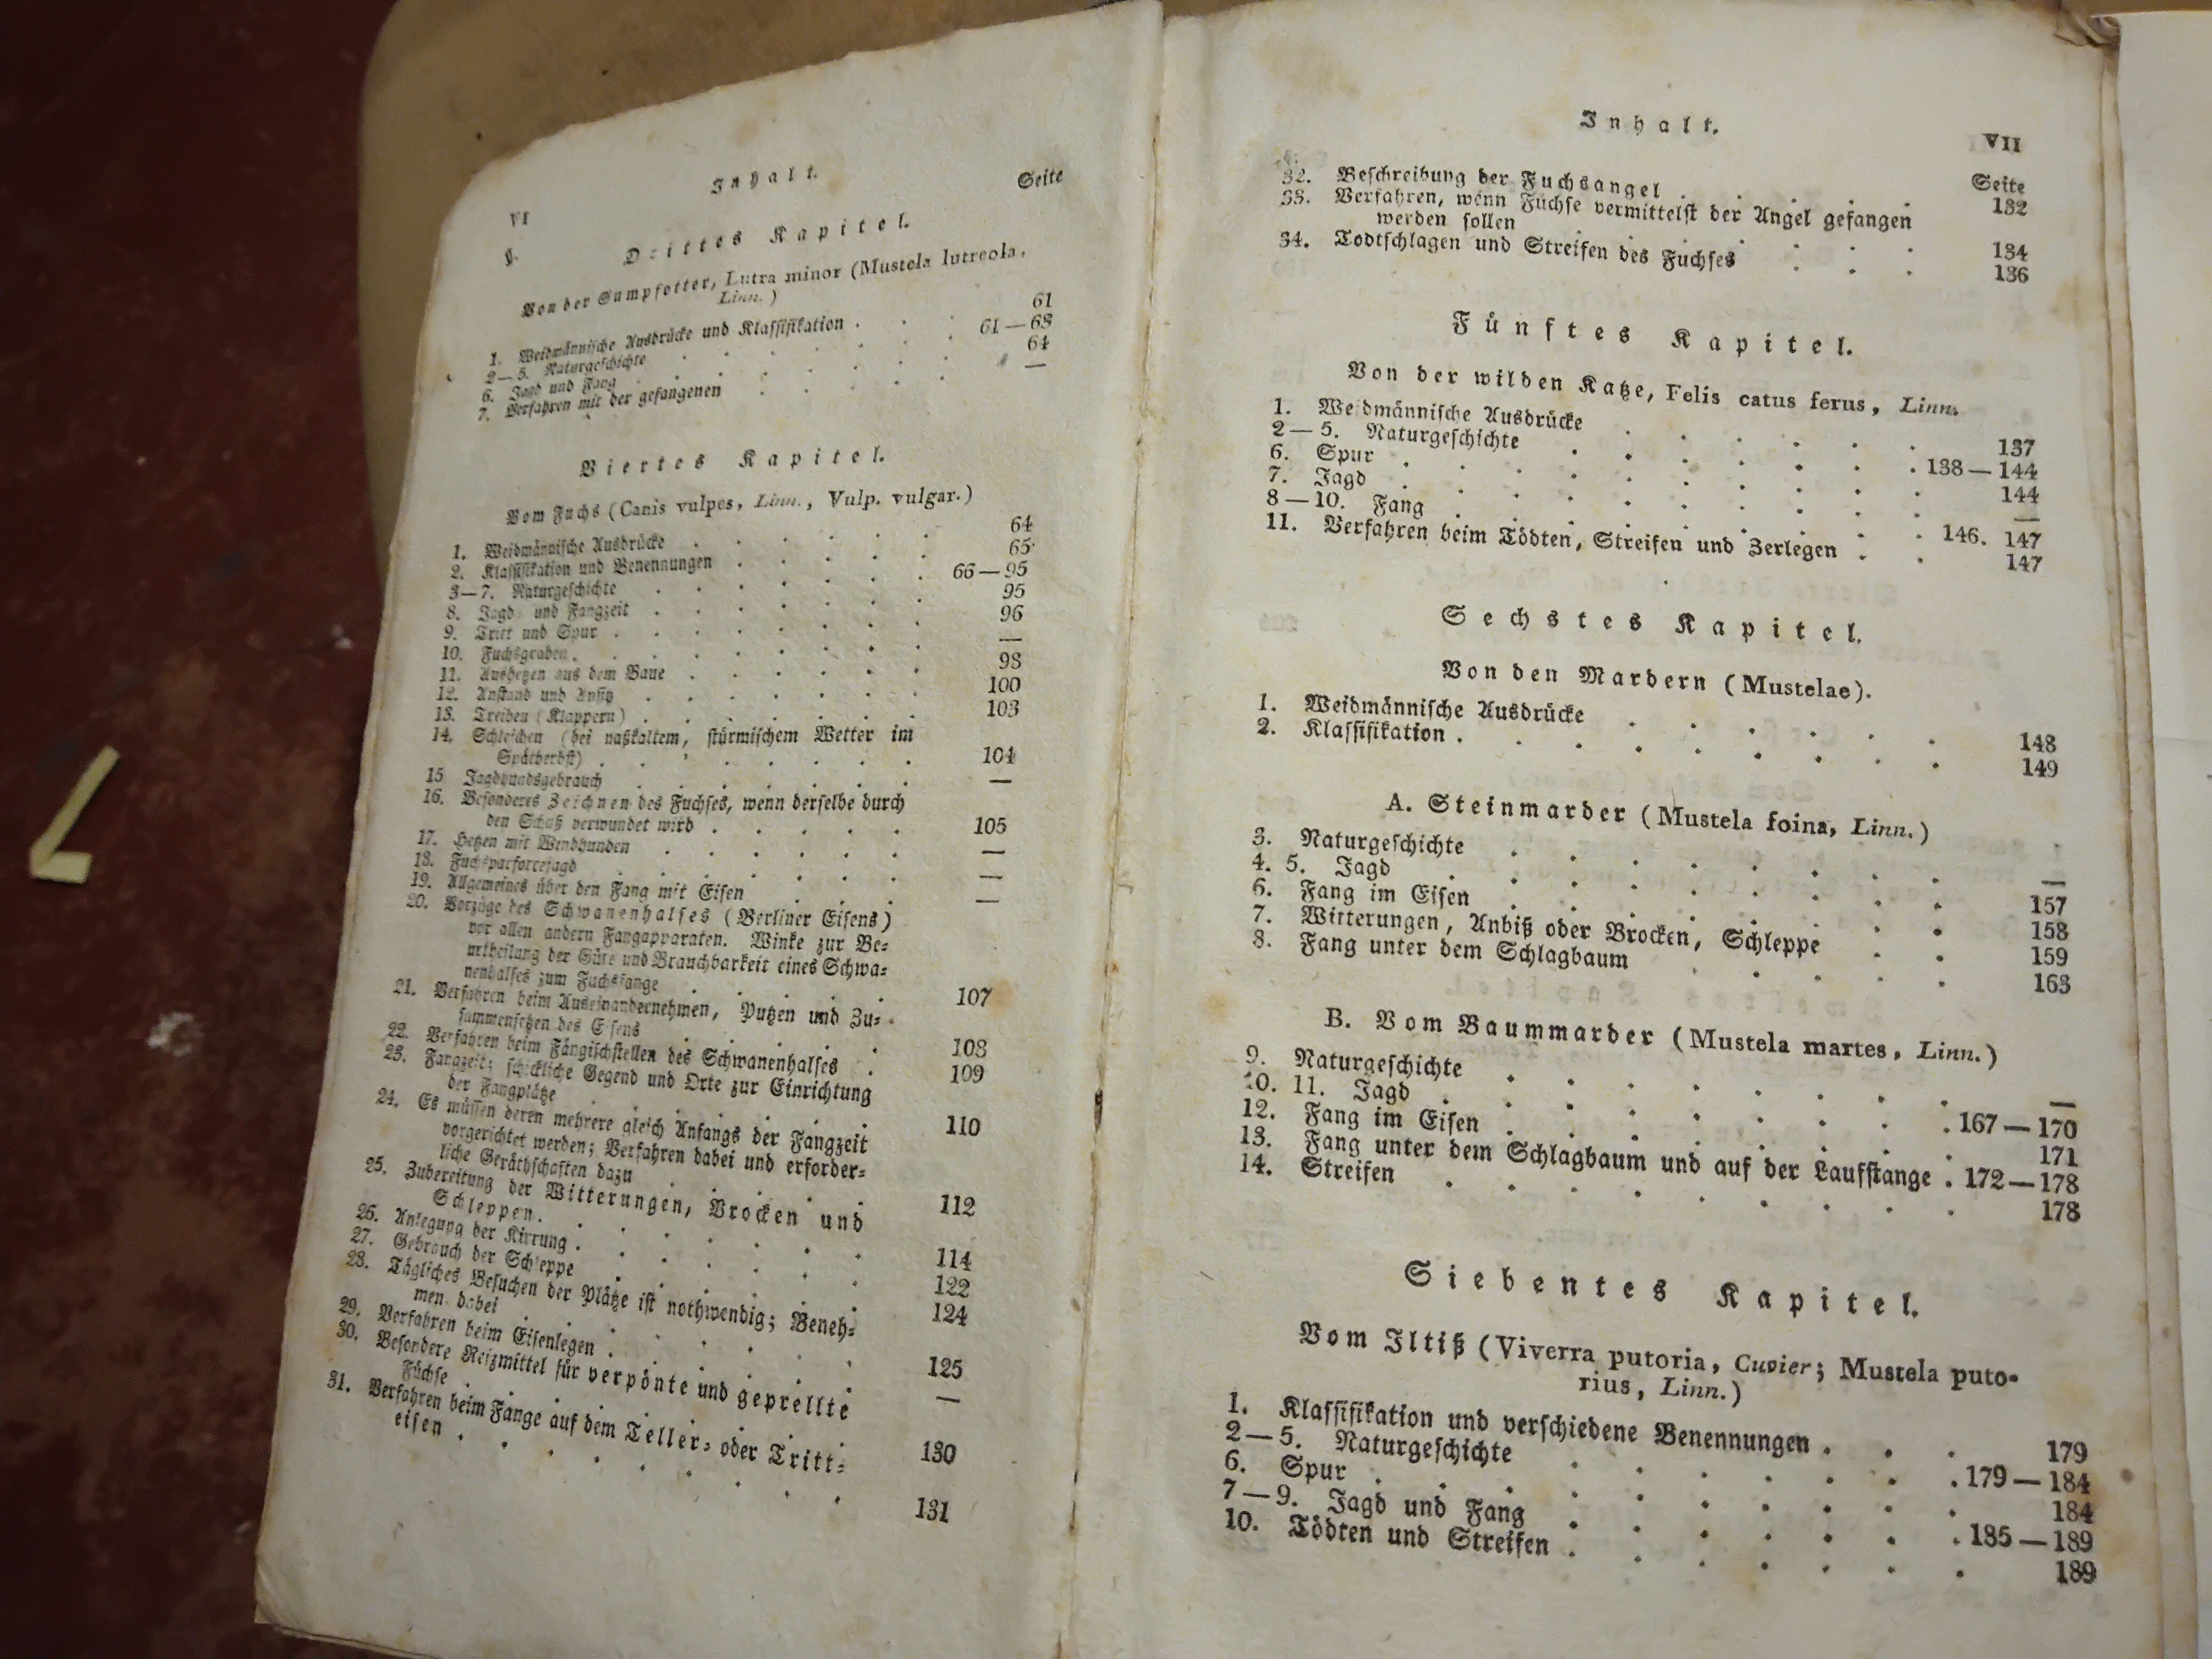 VI
Inhalt.
§.
Seite
Drittes Kapitel.
Von der Sumpfotter, Lutra minor (Mustela lutreola,
Linn.)
1. Weidmännische Ausdrücke und Klassifikation . . . 61
2—5. Naturgeschichte . . . . . . 61—63
6. Jagd und Fang . . . . . . 64
7. Verfahren mit der gefangenen . . . . —
Viertes Kapitel.
Vom Fuchs (Canis vulpes, Linn., Vulp. vulgar.)
1. Weidmännische Ausdrücke . . . . . 64
2. Klassifikation und Benennungen . . . . . 65
3—7. Naturgeschichte . . . . . 66—95
8. Jagd- und Fangzeit . . . . . 95
9. Tritt und Spur . . . . . . 96
10. Fuchsgraben . . . . . . —
11. Aushetzen aus dem Baue . . . . . 98
12. Anstand und Ansitz . . . . . 100
13. Treiben (Klappern) . . . . . 103
14. Schleichen (bei naßkaltem, stürmischem Wetter im
Spätherbst) . . . . . . 104
15. Jagdhundsgebrauch . . . . . —
16. Besonderes Zeichnen des Fuchses, wenn derselbe durch
den Schuß verwundet wird . . . . 105
17. Hetzen mit Windhunden . . . . . —
18. Fuchsparforcejagd . . . . . —
19. Allgemeines über den Fang mit Eisen . . . —
20. Vorzüge des Schwanenhalses (Berliner Eisens)
vor allen andern Fangapparaten. Winke zur Be=
urtheilung der Güte und Brauchbarkeit eines Schwa=
nenhalses zum Fuchsfange . . . . 107
21. Verfahren beim Auseinandernehmen, Putzen und Zu=
sammensetzen des Eisens . . . . 108
22. Verfahren beim Fängischstellen des Schwanenhalses . 109
23. Fangzeit; schickliche Gegend und Orte zur Einrichtung
der Fangplätze . . . . . 110
24. Es müssen deren mehrere gleich Anfangs der Fangzeit
vorgerichtet werden; Verfahren dabei und erforder=
liche Geräthschaften dazu . . . . 112
25. Zubereitung der Witterungen, Brocken und
Schleppen . . . . . . 114
26. Anlegung der Kirrung . . . . . 122
27. Gebrauch der Schleppe . . . . . 124
28. Tägliches Besuchen der Plätze ist nothwendig; Beneh=
men dabei . . . . . . 125
29. Verfahren beim Eisenlegen . . . . . —
30. Besondere Reizmittel für verpönte und geprellte
Füchse . . . . . . 130
31. Verfahren beim Fange auf dem Teller= oder Tritt=
eisen . . . . . . . 131
Inhalt.
VII
Seite
32. Beschreibung der Fuchsangel . . . . 132
33. Verfahren, wenn Füchse vermittelst der Angel gefangen
werden sollen . . . . . 134
34. Todtschlagen und Streifen des Fuchses . . . 136
Fünftes Kapitel.
Von der wilden Katze, Felis catus ferus, Linn.
1. Weidmännische Ausdrücke . . . . . 137
2—5. Naturgeschichte . . . . . . 138—144
6. Spur . . . . . . . 144
7. Jagd . . . . . . . —
8—10. Fang . . . . . . 146. 147
11. Verfahren beim Tödten, Streifen und Zerlegen . . 147
Sechstes Kapitel.
Von den Mardern (Mustelae).
1. Weidmännische Ausdrücke . . . . . 148
2. Klassifikation . . . . . . 149
A. Steinmarder (Mustela foina, Linn.)
3. Naturgeschichte . . . . . . —
4. 5. Jagd . . . . . . 157
6. Fang im Eisen . . . . . . 158
7. Witterungen, Anbiß oder Brocken, Schleppe . . 159
8. Fang unter dem Schlagbaum . . . . 163
B. Vom Baummarder (Mustela martes, Linn.)
9. Naturgeschichte . . . . . . —
10. 11. Jagd . . . . . . 167—170
12. Fang im Eisen . . . . . . 171
13. Fang unter dem Schlagbaum und auf der Laufstange . 172—178
14. Streifen . . . . . . . 178
Siebentes Kapitel.
Vom Iltiß (Viverra putoria, Cuvier; Mustela puto-
rius, Linn.)
1. Klassifikation und verschiedene Benennungen . . . 179
2—5. Naturgeschichte . . . . . . 179—184
6. Spur . . . . . . . 184
7—9. Jagd und Fang . . . . . . 185—189
10. Tödten und Streifen . . . . . . 189